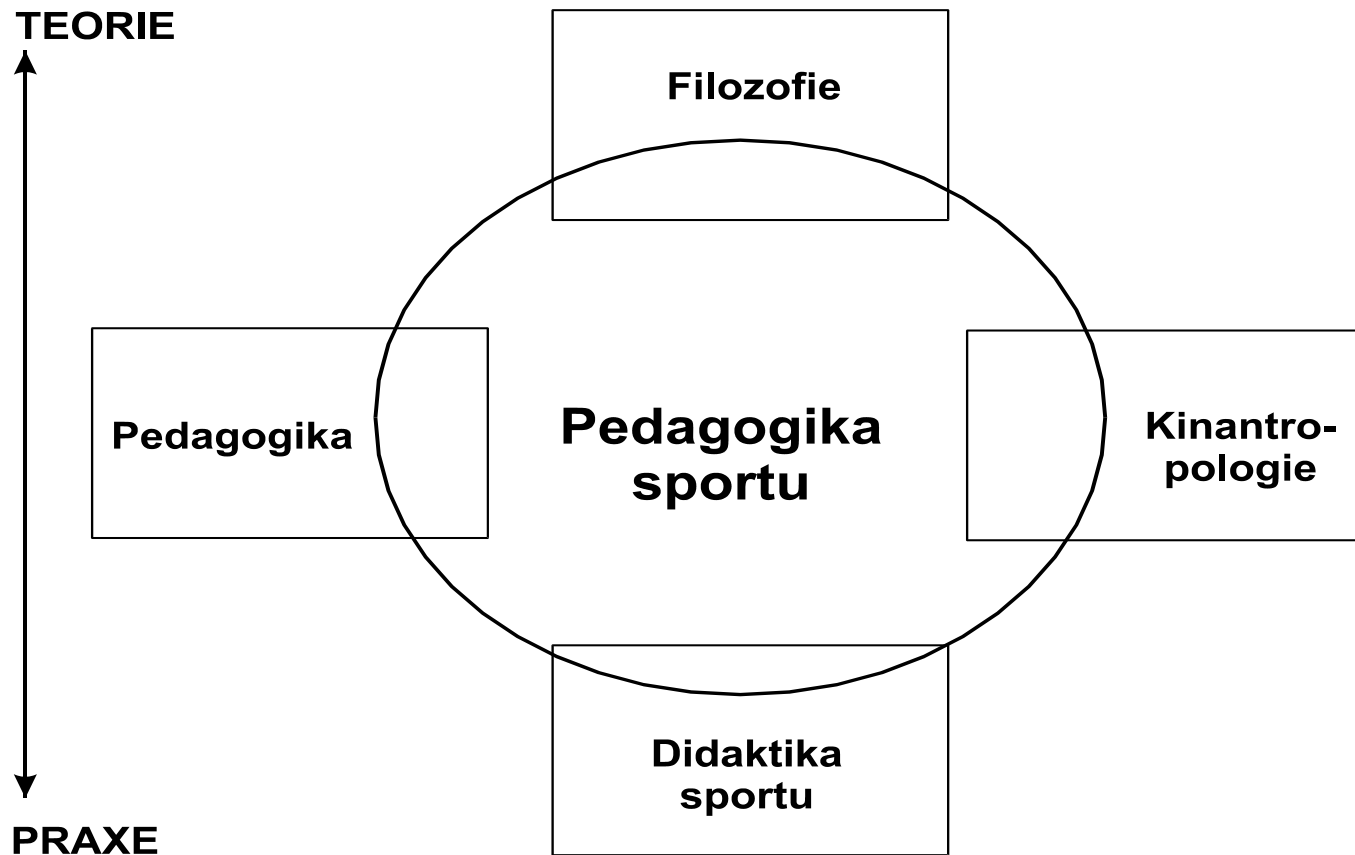 TEORIE
Filozofie
Pedagogika
Pedagogika
sportu
Kinantro-
pologie
Didaktika
sportu
PRAXE